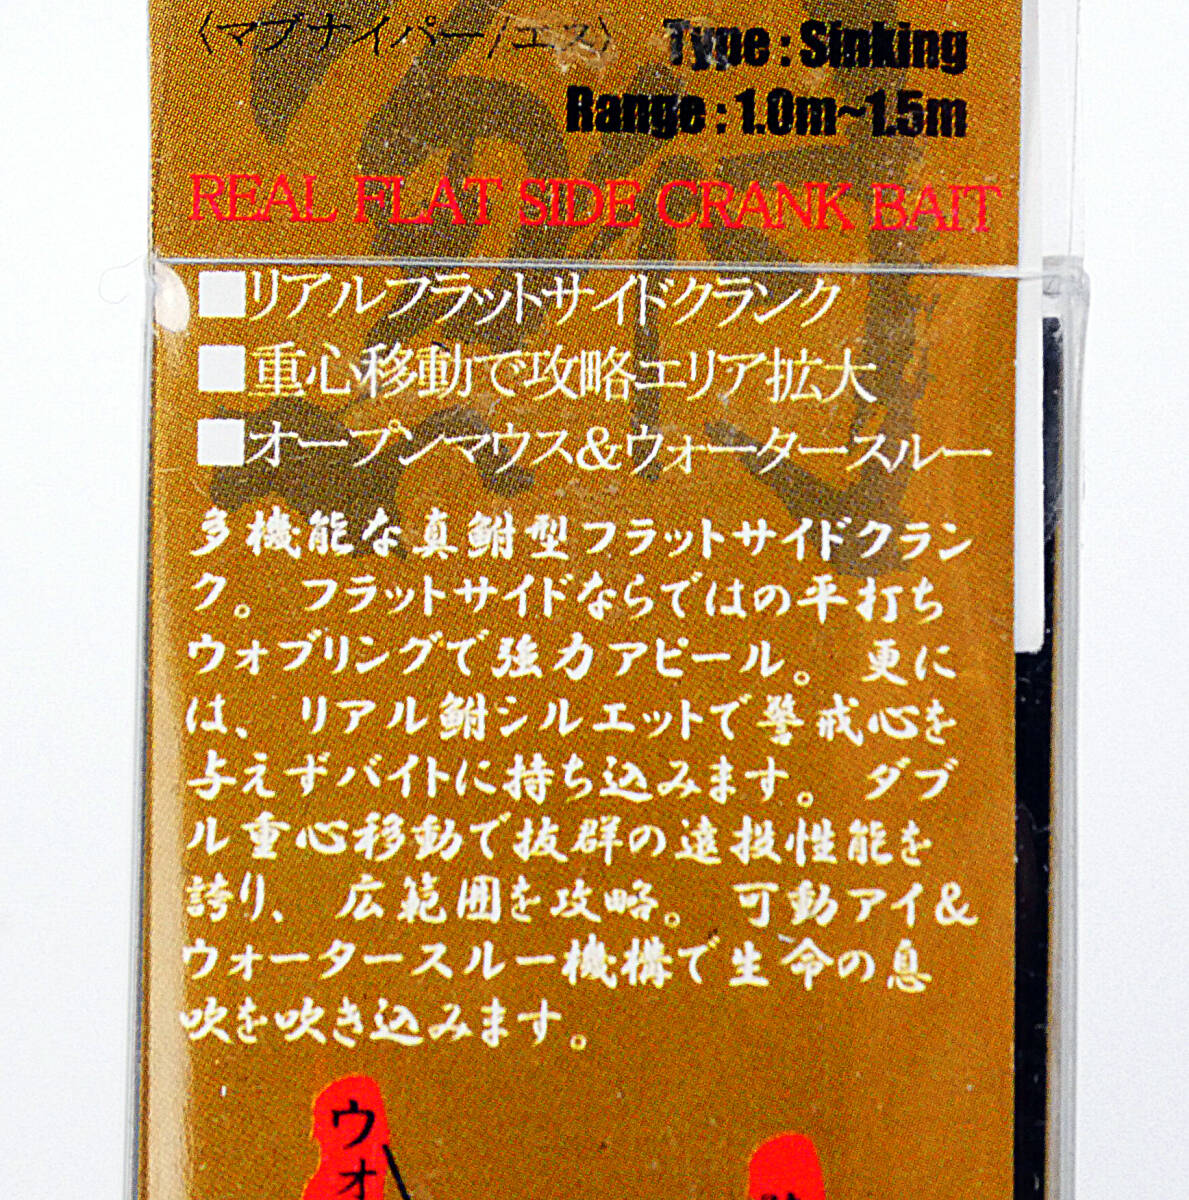 〈マブナイパー/エス〉 Type : Sinking
Range : 1.0m~1.5m
REAL FLAT SIDE CRANK BAIT
■リアルフラットサイドクランク
■重心移動で攻略エリア拡大
■オープンマウス&ウォータースルー
多機能な真鮒型フラットサイドクラン
ク。フラットサイドならではの平打ち
ウォブリングで強力アピール。更に
は、リアル鮒シルエットで警戒心を
与えずバイトに持ち込みます。ダブ
ル重心移動で抜群の遠投性能を
誇り、広範囲を攻略。可動アイ&
ウォータースルー機構で生命の息
吹を吹き込みます。
ウォ